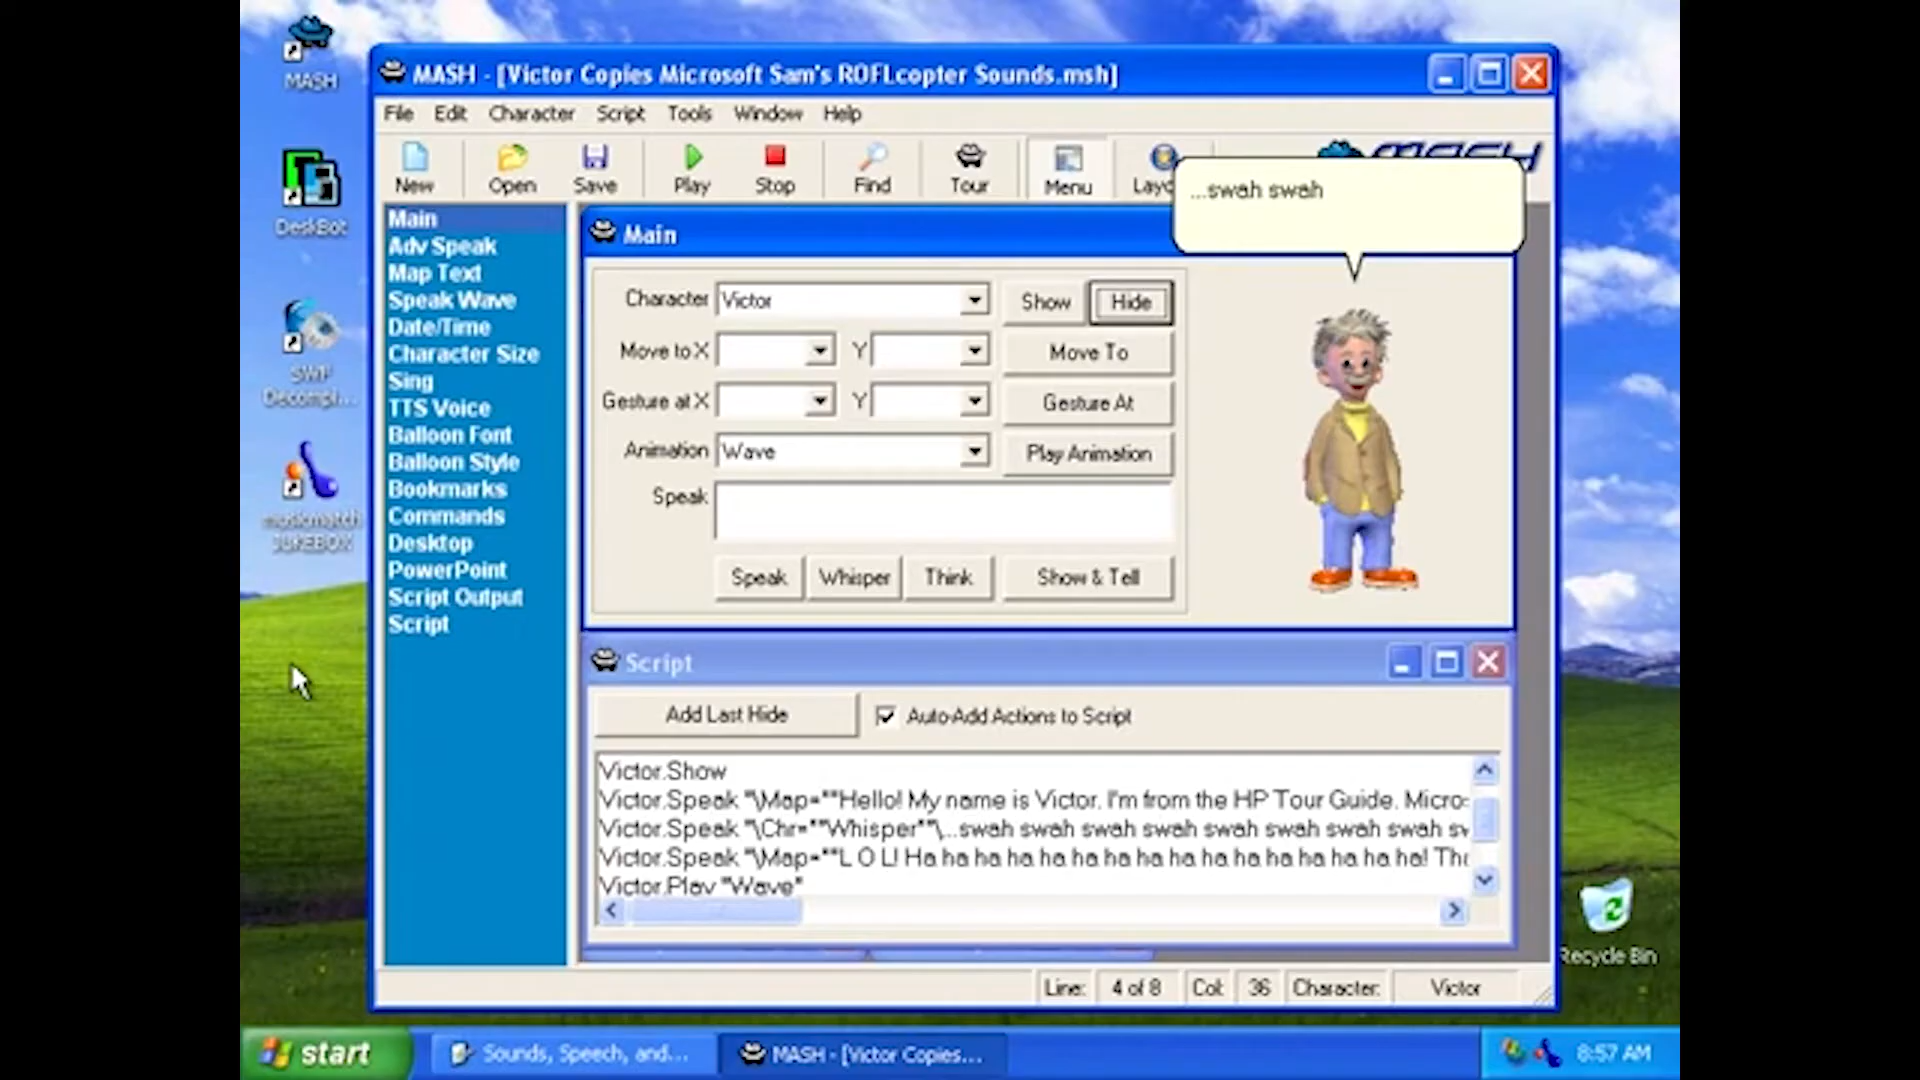 MASH
DeskBot
SWF
Decompl...
musicmatch
JUKEBOX
MASH - [Victor Copies Microsoft Sam's ROFLcopter Sounds.msh]
File Edit Character Script Tools Window Help
New Open Save Play Stop Find Tour Menu
MASH
...swah swah
Main
Adv Speak
Map Text
Speak Wave
Date/Time
Character Size
Sing
TTS Voice
Balloon Font
Balloon Style
Bookmarks
Commands
Desktop
PowerPoint
Script Output
Script
Main
Character Victor Show Hide
Move to X Y Move To
Gesture at X Y Gesture At
Animation Wave Play Animation
Speak
Speak Whisper Think Show & Tell
Script
Add Last Hide Auto-Add Actions to Script
Victor.Show
Victor.Speak "\Map=""Hello! My name is Victor. I'm from the HP Tour Guide. Micro
Victor.Speak "\Chr=""Whisper""\...swah swah swah swah swah swah swah swah sw
Victor.Speak "\Map=""L O L! Ha ha ha ha ha ha ha ha ha ha ha ha ha ha ha ha! Th
Victor.Play "Wave"
Line: 4 of 8 Col: 36 Character: Victor
Recycle Bin
start Sounds, Speech, and... MASH - [Victor Copies... 8:57 AM